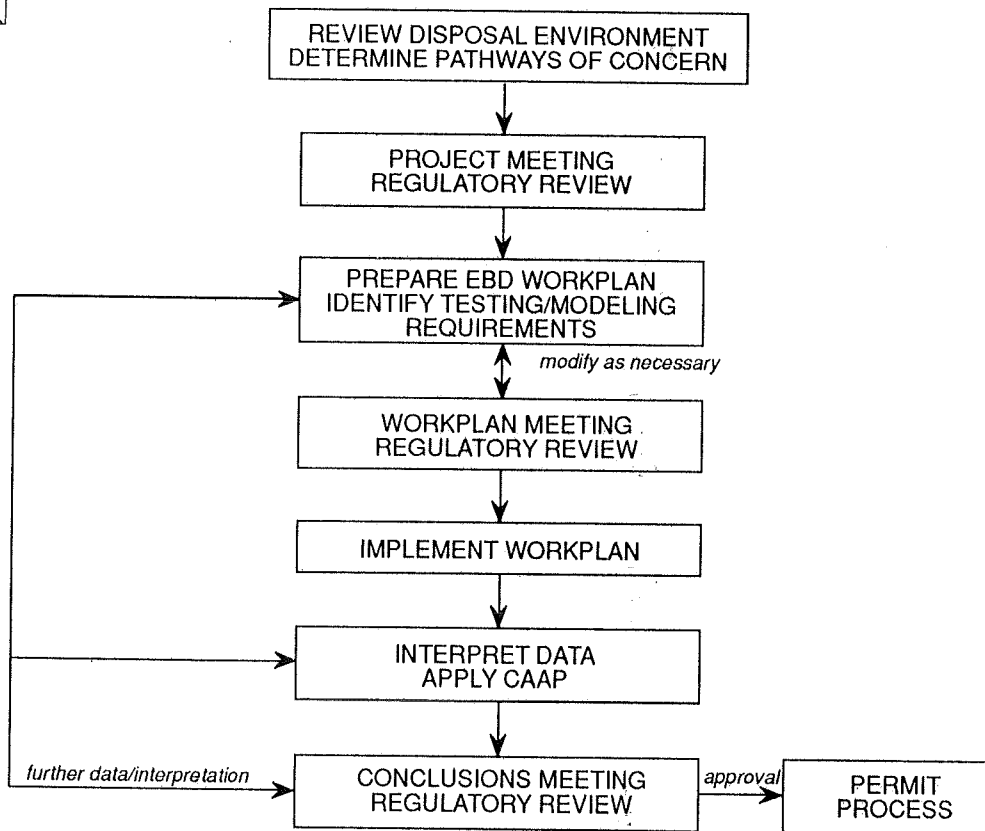 REVIEW DISPOSAL ENVIRONMENT
DETERMINE PATHWAYS OF CONCERN
PROJECT MEETING
REGULATORY REVIEW
PREPARE EBD WORKPLAN
IDENTIFY TESTING/MODELING
REQUIREMENTS
modify as necessary
WORKPLAN MEETING
REGULATORY REVIEW
IMPLEMENT WORKPLAN
INTERPRET DATA
APPLY CAAP
further data/interpretation
CONCLUSIONS MEETING
REGULATORY REVIEW
approval
PERMIT
PROCESS